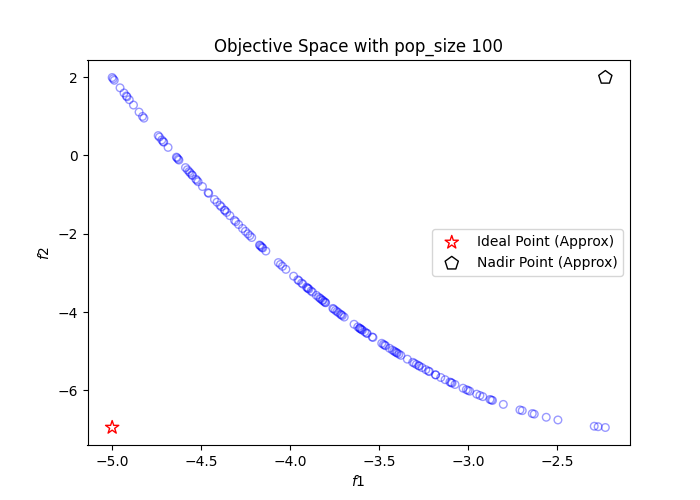 Objective Space with pop_size 100
2
0
−2
−4
−6
f2
Ideal Point (Approx)
Nadir Point (Approx)
−5.0 −4.5 −4.0 −3.5 −3.0 −2.5
f1